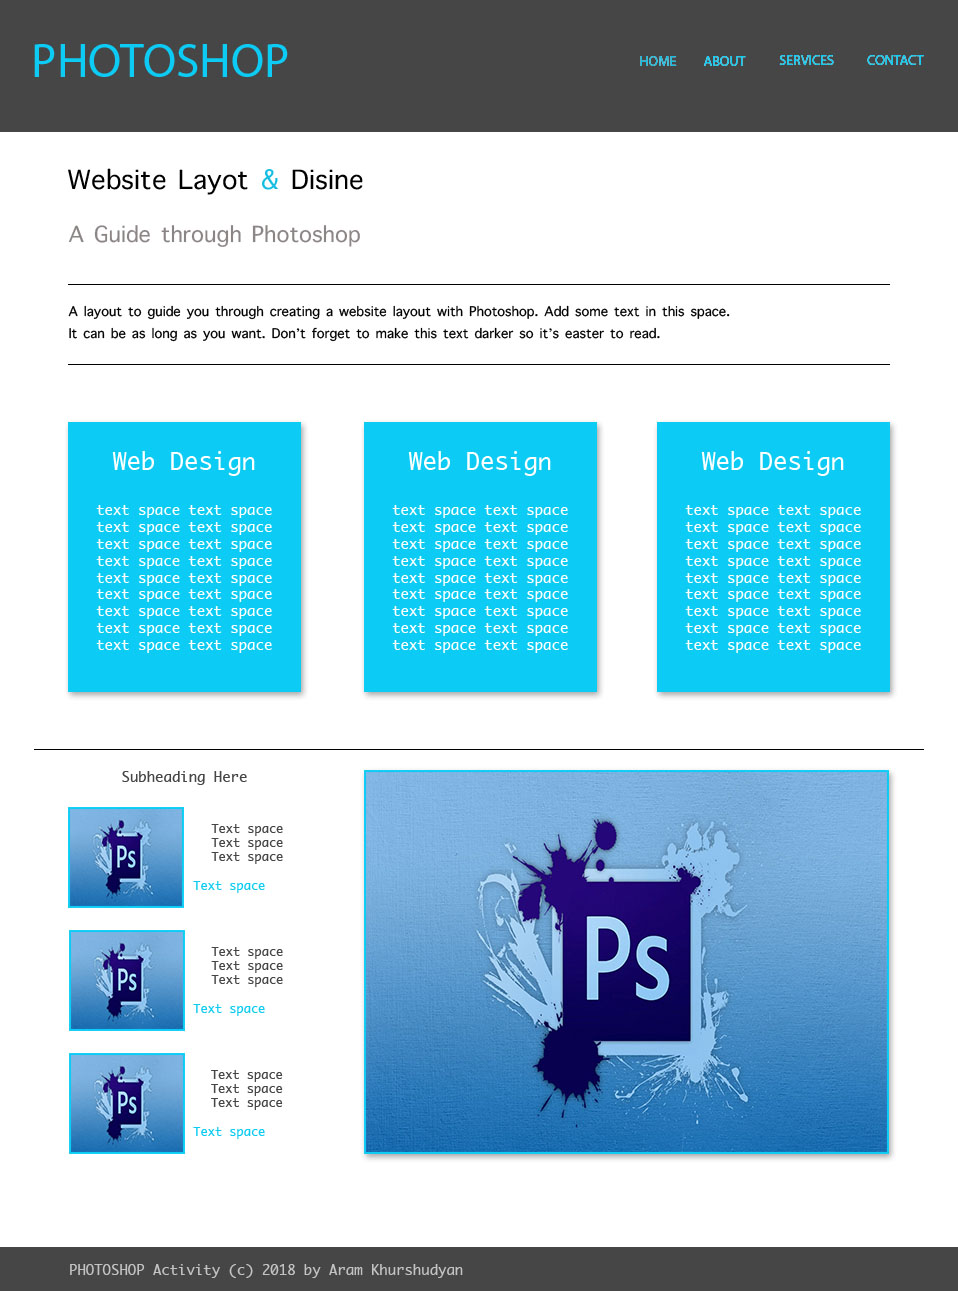 PHOTOSHOP
HOME ABOUT SERVICES CONTACT
Website Layot & Disine
A Guide through Photoshop
A layout to guide you through creating a website layout with Photoshop. Add some text in this space.
It can be as long as you want. Don't forget to make this text darker so it's easter to read.
Web Design
text space text space
text space text space
text space text space
text space text space
text space text space
text space text space
text space text space
text space text space
text space text space
Web Design
text space text space
text space text space
text space text space
text space text space
text space text space
text space text space
text space text space
text space text space
text space text space
Web Design
text space text space
text space text space
text space text space
text space text space
text space text space
text space text space
text space text space
text space text space
text space text space
Subheading Here
Ps
Text space
Text space
Text space
Text space
Ps
Text space
Text space
Text space
Text space
Ps
Text space
Text space
Text space
Text space
Ps
PHOTOSHOP Activity (c) 2018 by Aram Khurshudyan